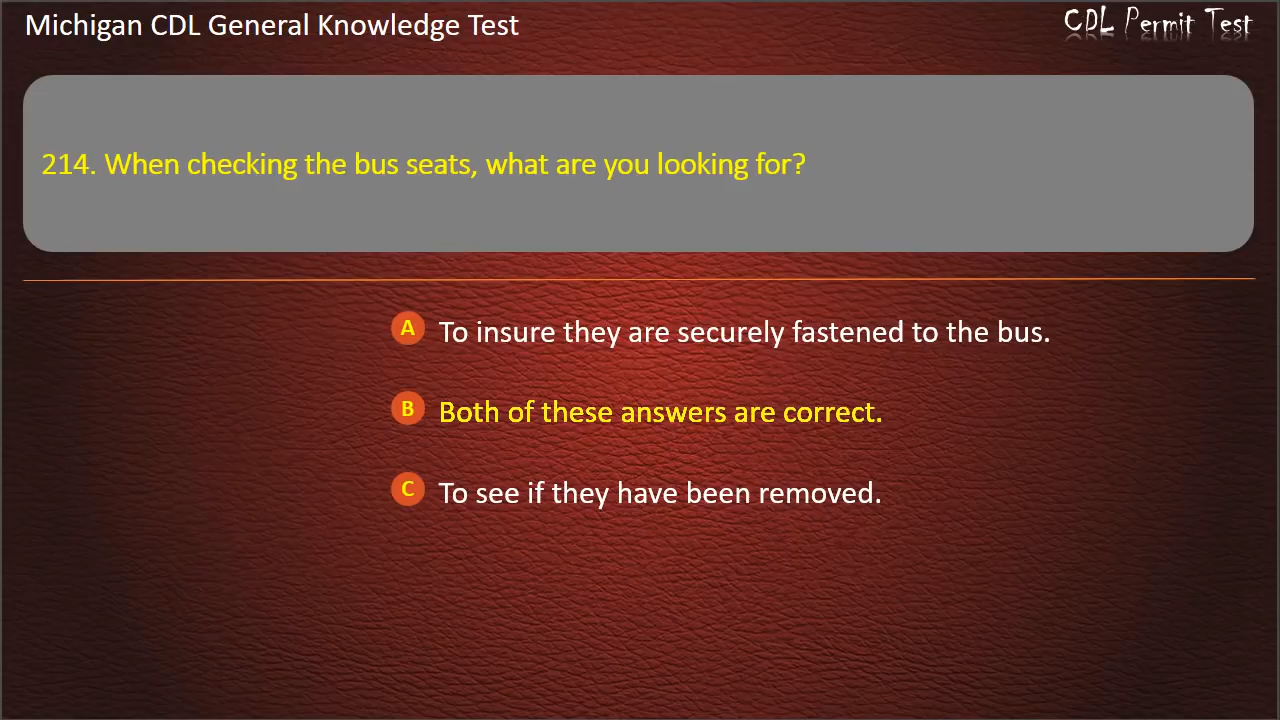 Michigan CDL General Knowledge Test
CDL Permit Test
214. When checking the bus seats, what are you looking for?
A To insure they are securely fastened to the bus.
B Both of these answers are correct.
C To see if they have been removed.